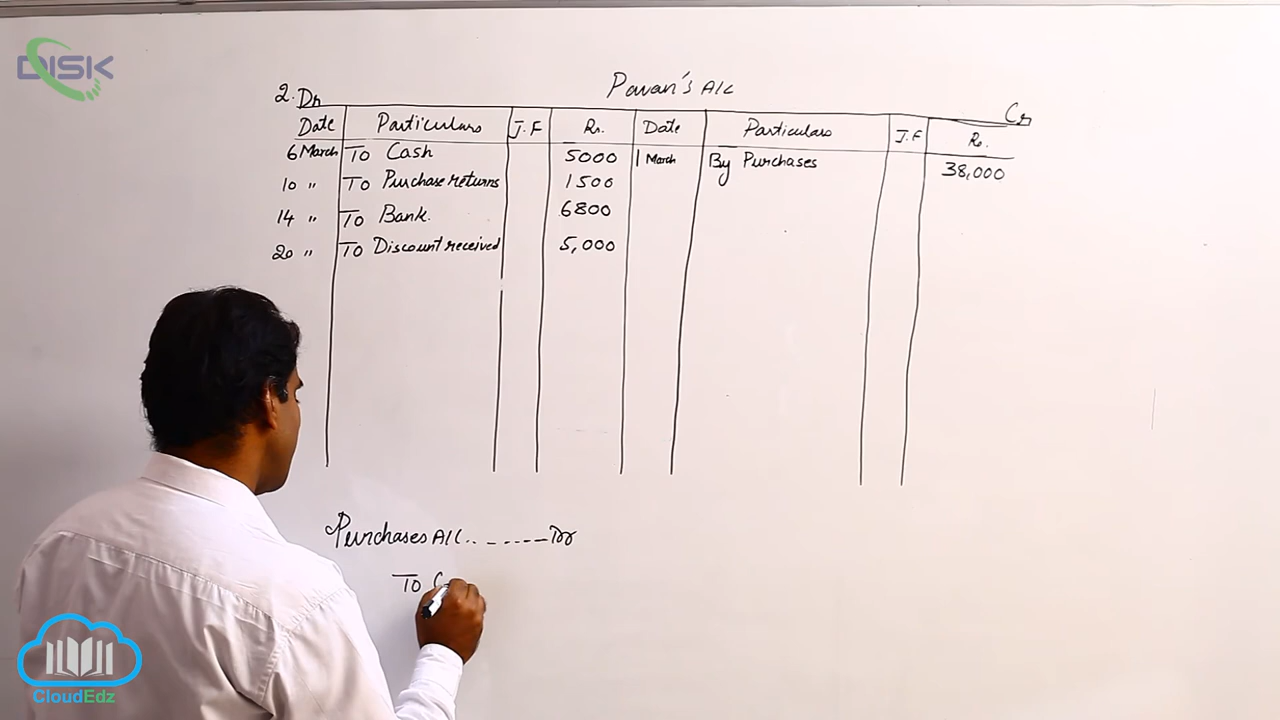 DISK
Pavan's A/C
2. Dr Cr
Date Particulars J.F Rs. Date Particulars J.F Rs.
6 March To Cash 5000 1 March By Purchases 38,000
10 " To Purchase returns 1500
14 " To Bank. 6800
20 " To Discount received 5,000
Purchases A/C.. _ ..---- Dr
To C
CloudEdz